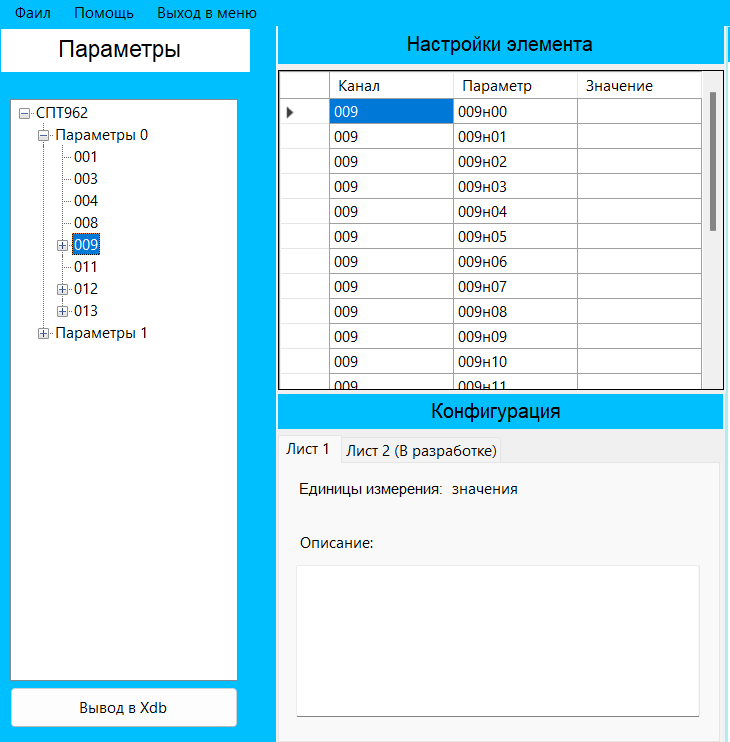 Фаил Помощь Выход в меню
Параметры
СПТ962
Параметры 0
001
003
004
008
009
011
012
013
Параметры 1
Вывод в Xdb
Настройки элемента
Канал Параметр Значение
009 009н00
009 009н01
009 009н02
009 009н03
009 009н04
009 009н05
009 009н06
009 009н07
009 009н08
009 009н09
009 009н10
009 009н11
Конфигурация
Лист 1 Лист 2 (В разработке)
Единицы измерения: значения
Описание: